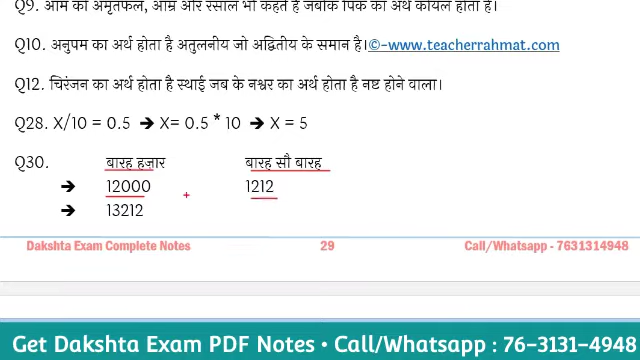 Q9. आम को अमृतफल, आम्र और रसाल भी कहते हैं जबकि पिक का अर्थ कोयल होता है।
Q10. अनुपम का अर्थ होता है अतुलनीय जो अद्वितीय के समान है।©-www.teacherrahmat.com
Q12. चिरंजन का अर्थ होता है स्थाई जब के नश्वर का अर्थ होता है नष्ट होने वाला।
Q28. X/10 = 0.5 ➔ X= 0.5 * 10 ➔ X = 5
Q30. बारह हजार बारह सौ बारह
➔ 12000 + 1212
➔ 13212
Dakshta Exam Complete Notes 29 Call/Whatsapp - 7631314948
Get Dakshta Exam PDF Notes • Call/Whatsapp : 76-3131-4948